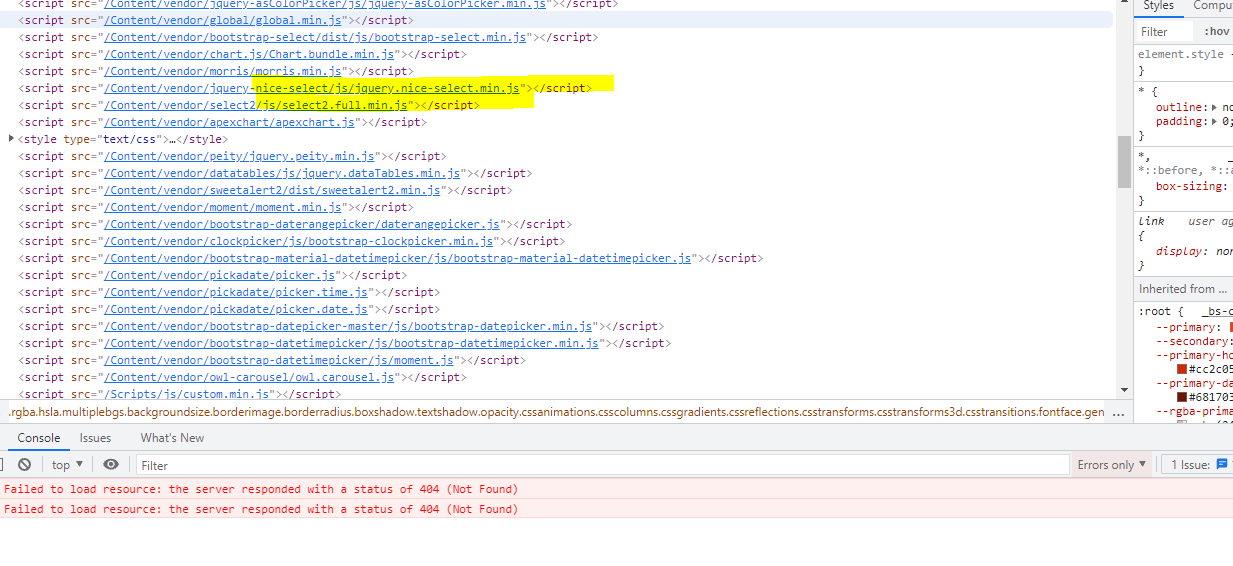 <script src="/Content/vendor/jquery-asColorPicker/js/jquery-asColorPicker.min.js"></script>
<script src="/Content/vendor/global/global.min.js"></script>
<script src="/Content/vendor/bootstrap-select/dist/js/bootstrap-select.min.js"></script>
<script src="/Content/vendor/chart.js/Chart.bundle.min.js"></script>
<script src="/Content/vendor/morris/morris.min.js"></script>
<script src="/Content/vendor/jquery-nice-select/js/jquery.nice-select.min.js"></script>
<script src="/Content/vendor/select2/js/select2.full.min.js"></script>
<script src="/Content/vendor/apexchart/apexchart.js"></script>
<style type="text/css">…</style>
<script src="/Content/vendor/peity/jquery.peity.min.js"></script>
<script src="/Content/vendor/datatables/js/jquery.dataTables.min.js"></script>
<script src="/Content/vendor/sweetalert2/dist/sweetalert2.min.js"></script>
<script src="/Content/vendor/moment/moment.min.js"></script>
<script src="/Content/vendor/bootstrap-daterangepicker/daterangepicker.js"></script>
<script src="/Content/vendor/clockpicker/js/bootstrap-clockpicker.min.js"></script>
<script src="/Content/vendor/bootstrap-material-datetimepicker/js/bootstrap-material-datetimepicker.js"></script>
<script src="/Content/vendor/pickadate/picker.js"></script>
<script src="/Content/vendor/pickadate/picker.time.js"></script>
<script src="/Content/vendor/pickadate/picker.date.js"></script>
<script src="/Content/vendor/bootstrap-datepicker-master/js/bootstrap-datepicker.min.js"></script>
<script src="/Content/vendor/bootstrap-datetimepicker/js/bootstrap-datetimepicker.min.js"></script>
<script src="/Content/vendor/bootstrap-datetimepicker/js/moment.js"></script>
<script src="/Content/vendor/owl-carousel/owl.carousel.js"></script>
<script src="/Scripts/js/custom.min.js"></script>
.rgba.hsla.multiplebgs.backgroundsize.borderimage.borderradius.boxshadow.textshadow.opacity.cssanimations.csscolumns.cssgradients.cssreflections.csstransforms.csstransforms3d.csstransitions.fontface.gen ...
Styles Compu
Filter :hov
element.style
}
* {
outline: no
padding: 0;
}
*,
*::before, *::a
box-sizing:
}
link user ag
{
display: non
}
Inherited from ...
:root { _bs-c
--primary:
--secondary:
--primary-ho
#cc2c05
--primary-da
#681703
--rgba-prima
Console Issues What's New
top Filter Errors only 1 Issue:
Failed to load resource: the server responded with a status of 404 (Not Found)
Failed to load resource: the server responded with a status of 404 (Not Found)